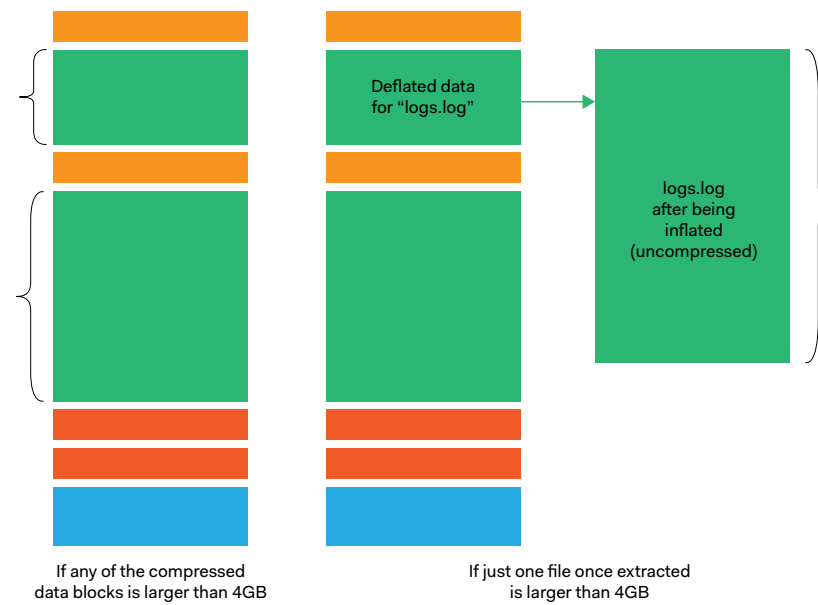 Deflated data
for “logs.log”
logs.log
after being
inflated
(uncompressed)
If any of the compressed
data blocks is larger than 4GB
If just one file once extracted
is larger than 4GB